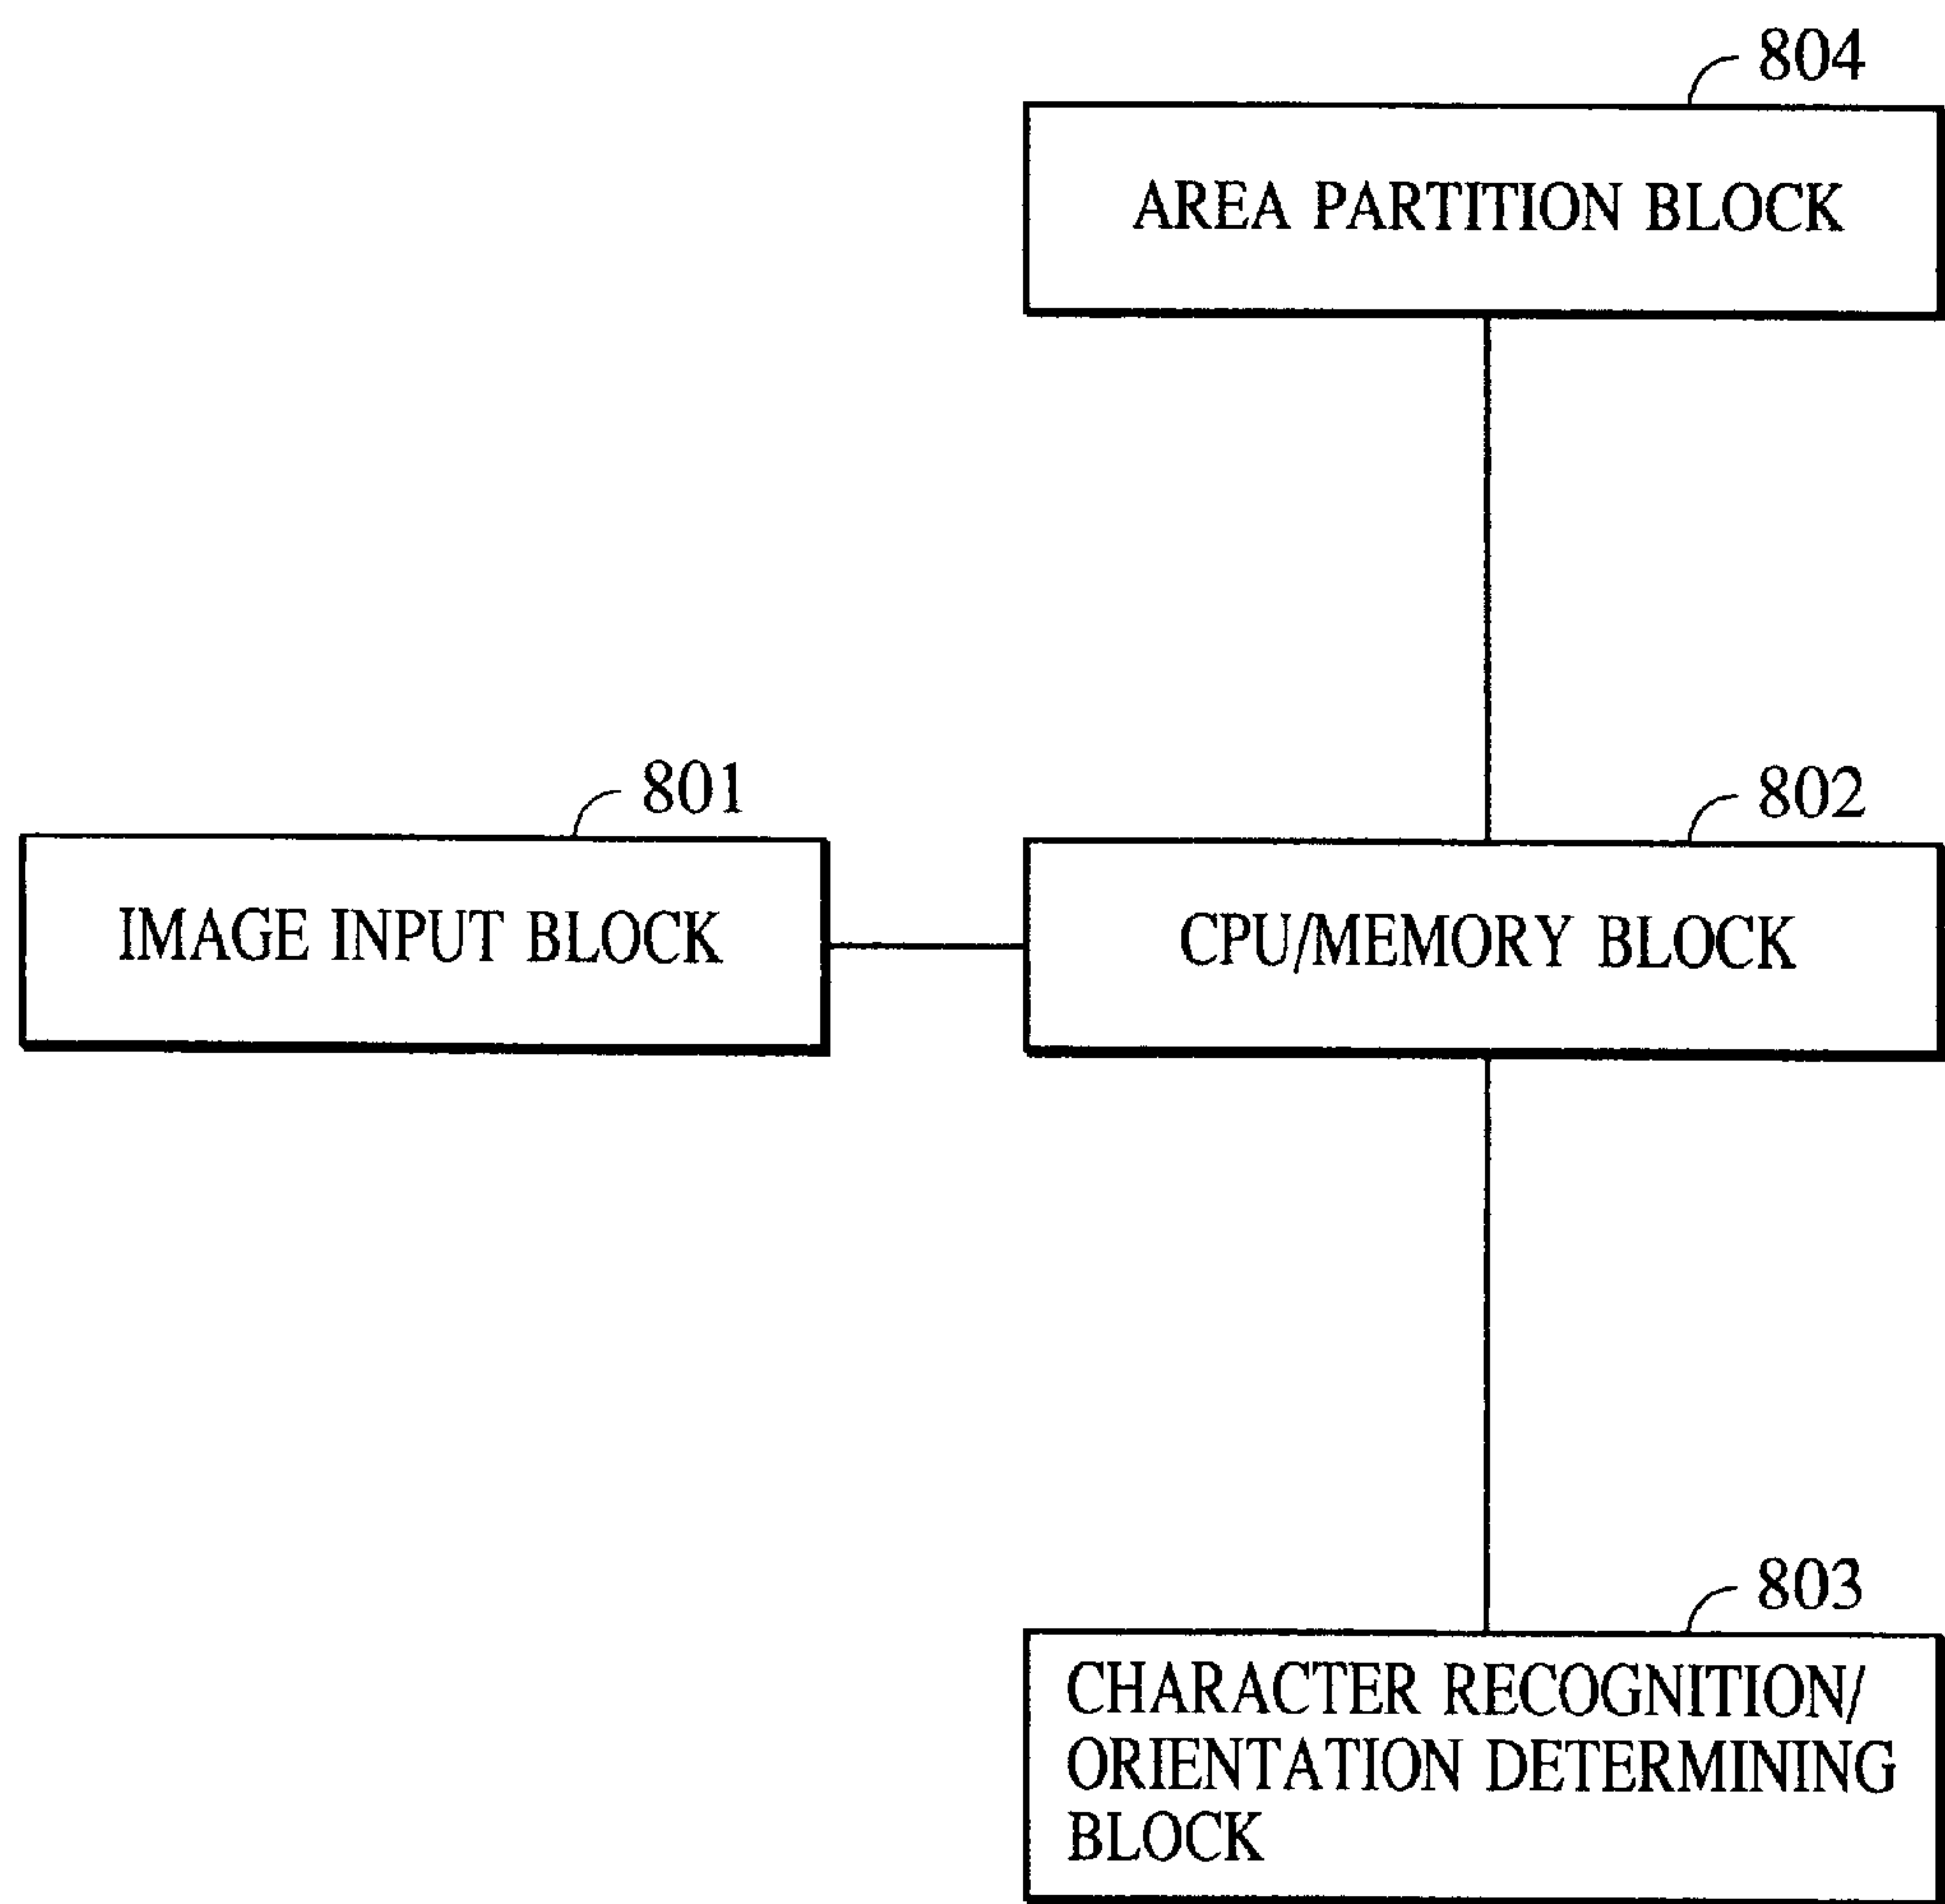 804
AREA PARTITION BLOCK
801
IMAGE INPUT BLOCK
802
CPU/MEMORY BLOCK
803
CHARACTER RECOGNITION/
ORIENTATION DETERMINING
BLOCK